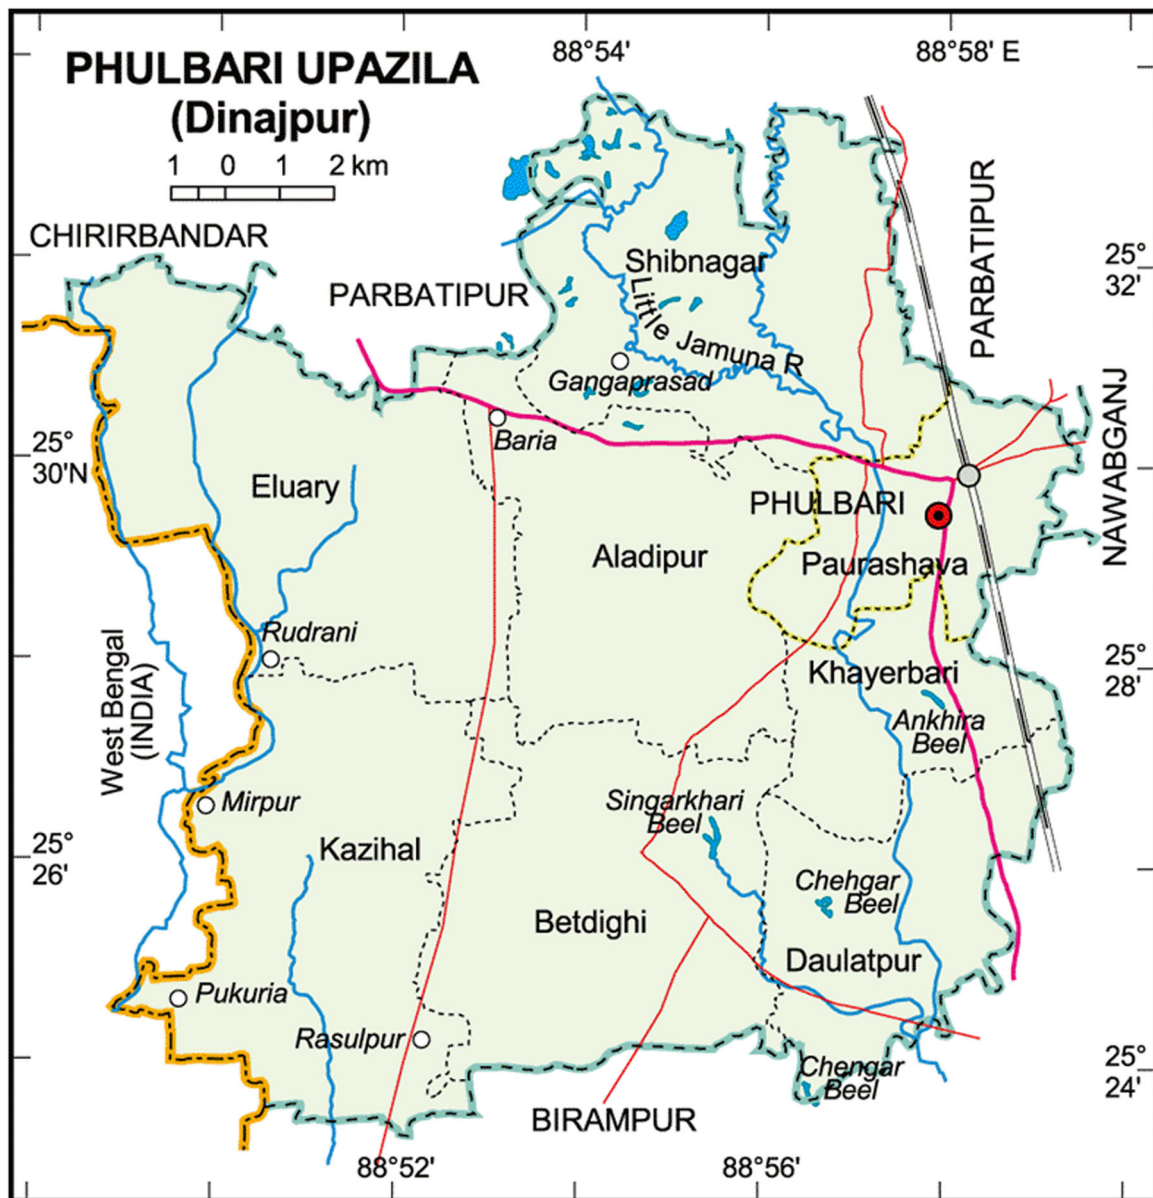 PHULBARI UPAZILA
(Dinajpur)
1 0 1 2 km
88°54'
88°58' E
CHIRIRBANDAR
PARBATIPUR
PARBATIPUR
Shibnagar
Little Jamuna R
25°
32'
Gangaprasad
Baria
NAWABGANJ
25°
30'N
Eluary
PHULBARI
Aladipur
Paurashava
Rudrani
Khayerbari
25°
28'
West Bengal
(INDIA)
Ankhira
Beel
Mirpur
Singarkhari
Beel
Kazihal
25°
26'
Chehgar
Beel
Betdighi
Daulatpur
Pukuria
Rasulpur
Chengar
Beel
25°
24'
BIRAMPUR
88°52'
88°56'